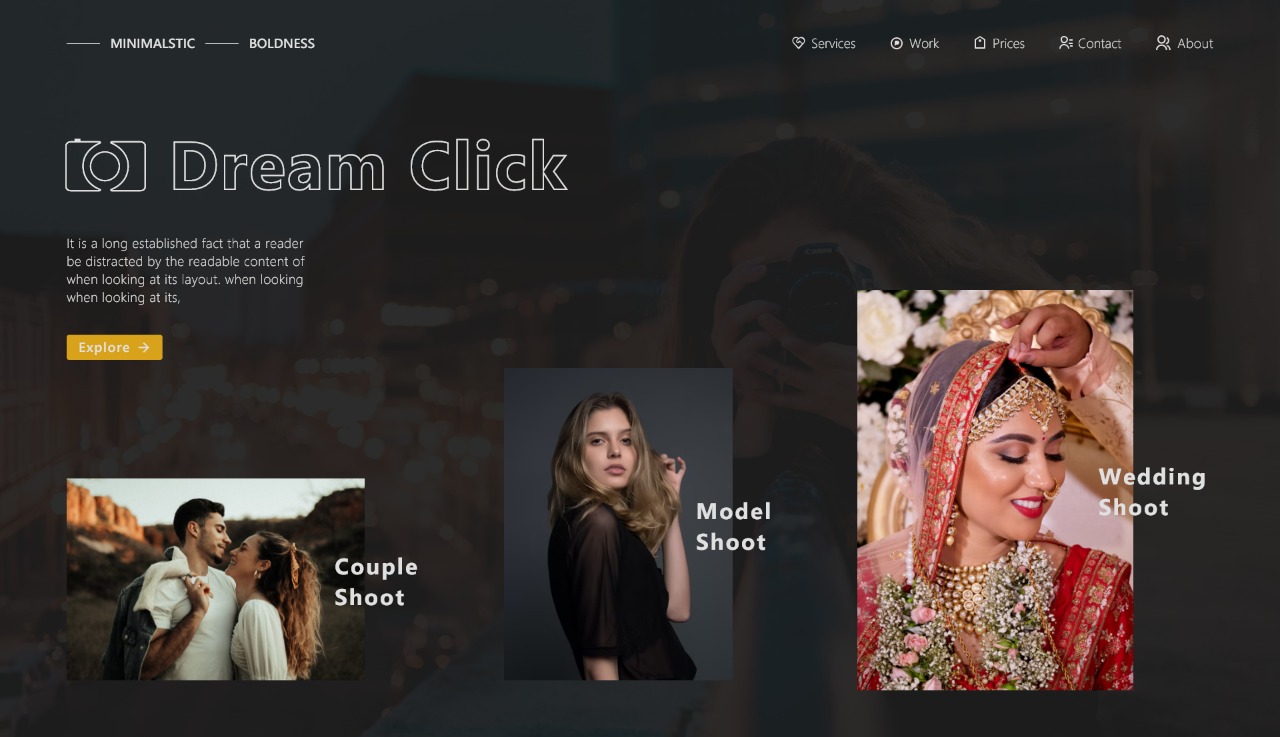 MINIMALSTIC BOLDNESS
Services Work Prices Contact About
Dream Click
It is a long established fact that a reader
be distracted by the readable content of
when looking at its layout. when looking
when looking at its,
Explore
Canon
Couple
Shoot
Model
Shoot
Wedding
Shoot